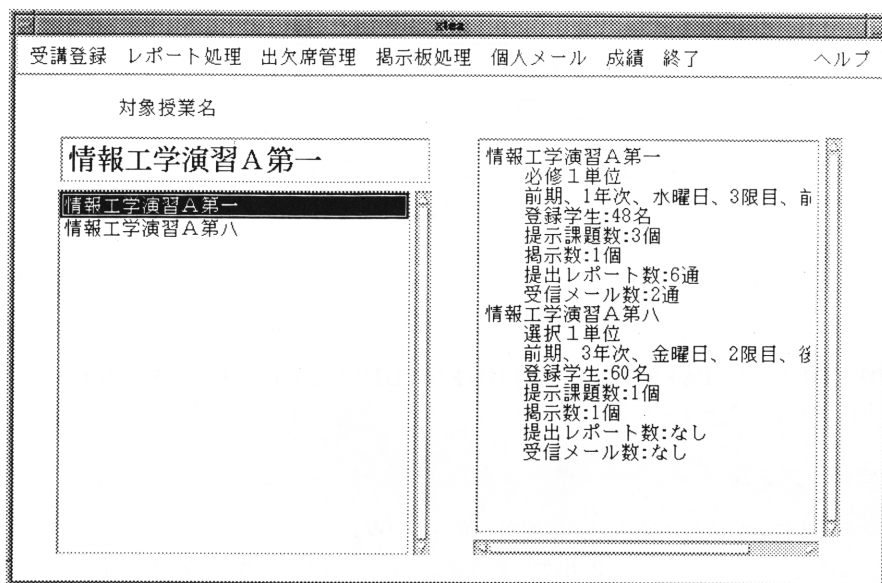 受講登録 レポート処理 出欠席管理 掲示板処理 個人メール 成績 終了 ヘルプ
対象授業名
情報工学演習A第一
情報工学演習A第一
情報工学演習A第八
情報工学演習A第一
必修1単位
前期、1年次、水曜日、3限目、前
登録学生:48名
提示課題数:3個
掲示数:1個
提出レポート数:6通
受信メール数:2通
情報工学演習A第八
選択1単位
前期、3年次、金曜日、2限目、後
登録学生:60名
提示課題数:1個
掲示数:1個
提出レポート数:なし
受信メール数:なし